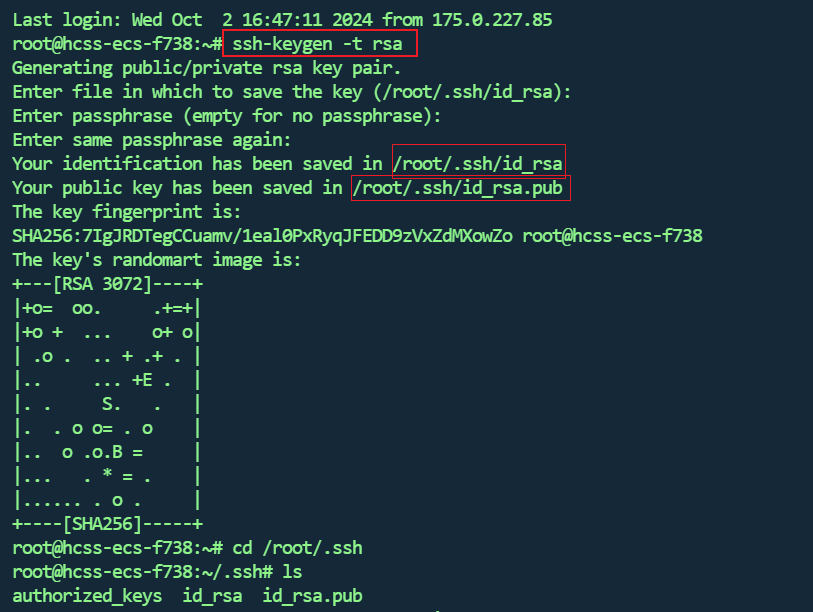 Last login: Wed Oct  2 16:47:11 2024 from 175.0.227.85
root@hcss-ecs-f738:~# ssh-keygen -t rsa
Generating public/private rsa key pair.
Enter file in which to save the key (/root/.ssh/id_rsa):
Enter passphrase (empty for no passphrase):
Enter same passphrase again:
Your identification has been saved in /root/.ssh/id_rsa
Your public key has been saved in /root/.ssh/id_rsa.pub
The key fingerprint is:
SHA256:7IgJRDTegCCuamv/1eal0PxRyqJFEDD9zVxZdMXowZo root@hcss-ecs-f738
The key's randomart image is:
+---[RSA 3072]----+
|+o=  oo.     .+=+|
|+o +  ...    o+ o|
| .o .  .. + .+ . |
|..     ... +E .  |
|. .     S.   .   |
|.  . o o= . o    |
|..  o .o.B =     |
|...   . * = .    |
|...... . o .     |
+----[SHA256]-----+
root@hcss-ecs-f738:~# cd /root/.ssh
root@hcss-ecs-f738:~/.ssh# ls
authorized_keys  id_rsa  id_rsa.pub